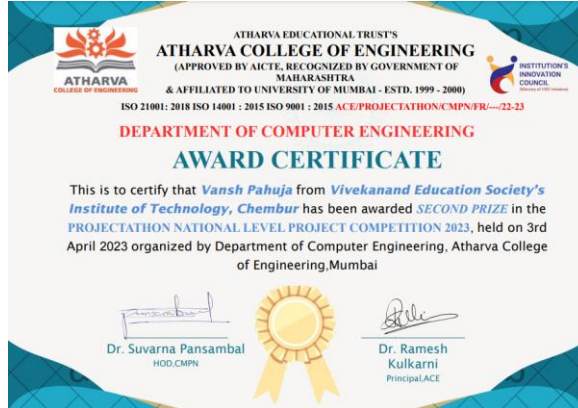 ATHARVA EDUCATIONAL TRUST'S
ATHARVA COLLEGE OF ENGINEERING
(APPROVED BY AICTE, RECOGNIZED BY GOVERNMENT OF
MAHARASHTRA
& AFFILIATED TO UNIVERSITY OF MUMBAI - ESTD. 1999 - 2000)
ATHARVA
COLLEGE OF ENGINEERING
INSTITUTION'S
INNOVATION
COUNCIL
(Ministry of HRD Initiative)
ISO 21001: 2018 ISO 14001 : 2015 ISO 9001 : 2015 ACE/PROJECTATHON/CMPN/FR/---/22-23
DEPARTMENT OF COMPUTER ENGINEERING
AWARD CERTIFICATE
This is to certify that Vansh Pahuja from Vivekanand Education Society's
Institute of Technology, Chembur has been awarded SECOND PRIZE in the
PROJECTATHON NATIONAL LEVEL PROJECT COMPETITION 2023, held on 3rd
April 2023 organized by Department of Computer Engineering, Atharva College
of Engineering,Mumbai
Dr. Suvarna Pansambal
HOD,CMPN
Dr. Ramesh
Kulkarni
Principal,ACE